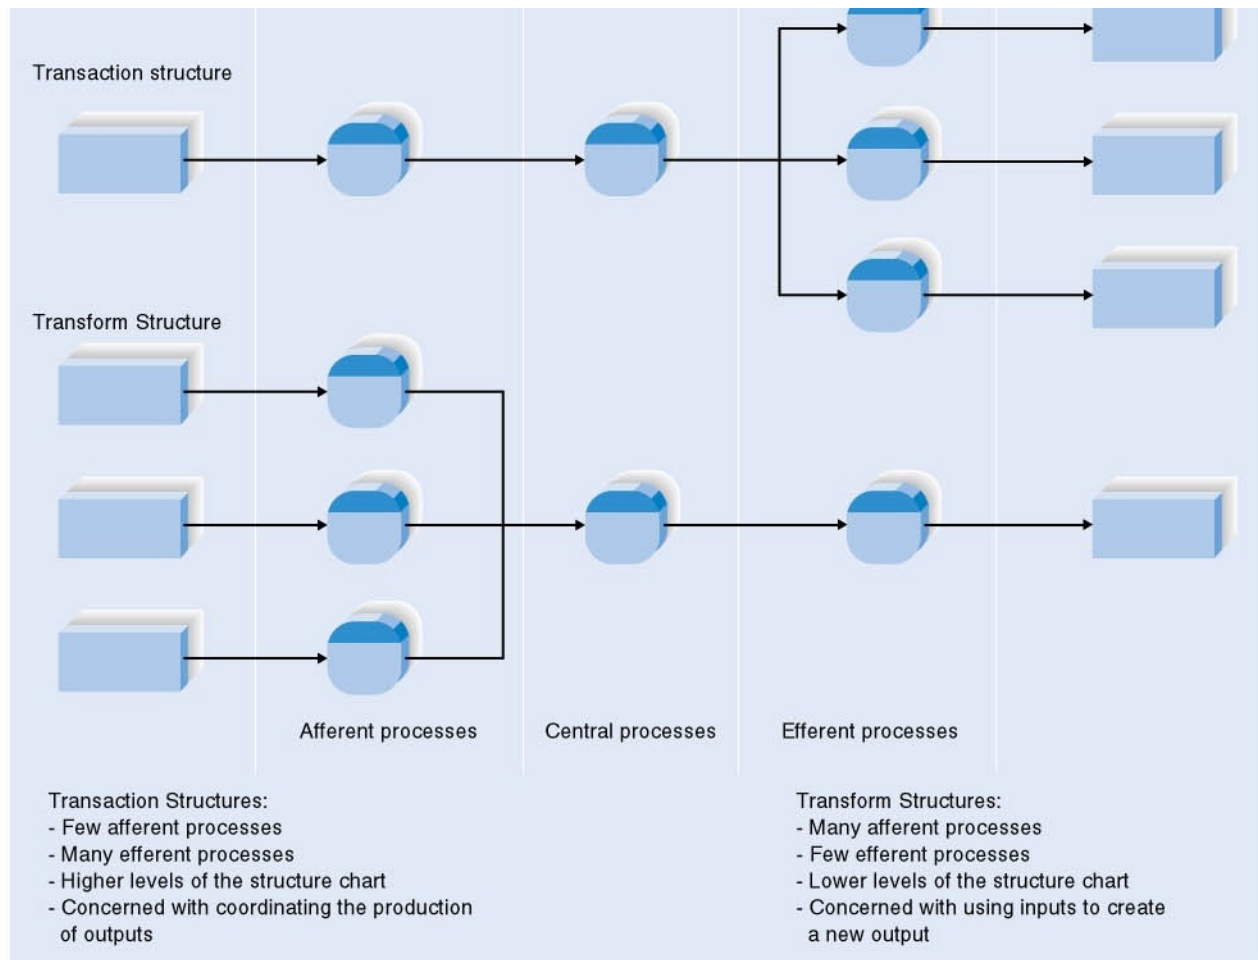 Transaction structure
Transform Structure
Afferent processes
Central processes
Efferent processes
Transaction Structures:
- Few afferent processes
- Many efferent processes
- Higher levels of the structure chart
- Concerned with coordinating the production
of outputs
Transform Structures:
- Many afferent processes
- Few efferent processes
- Lower levels of the structure chart
- Concerned with using inputs to create
a new output